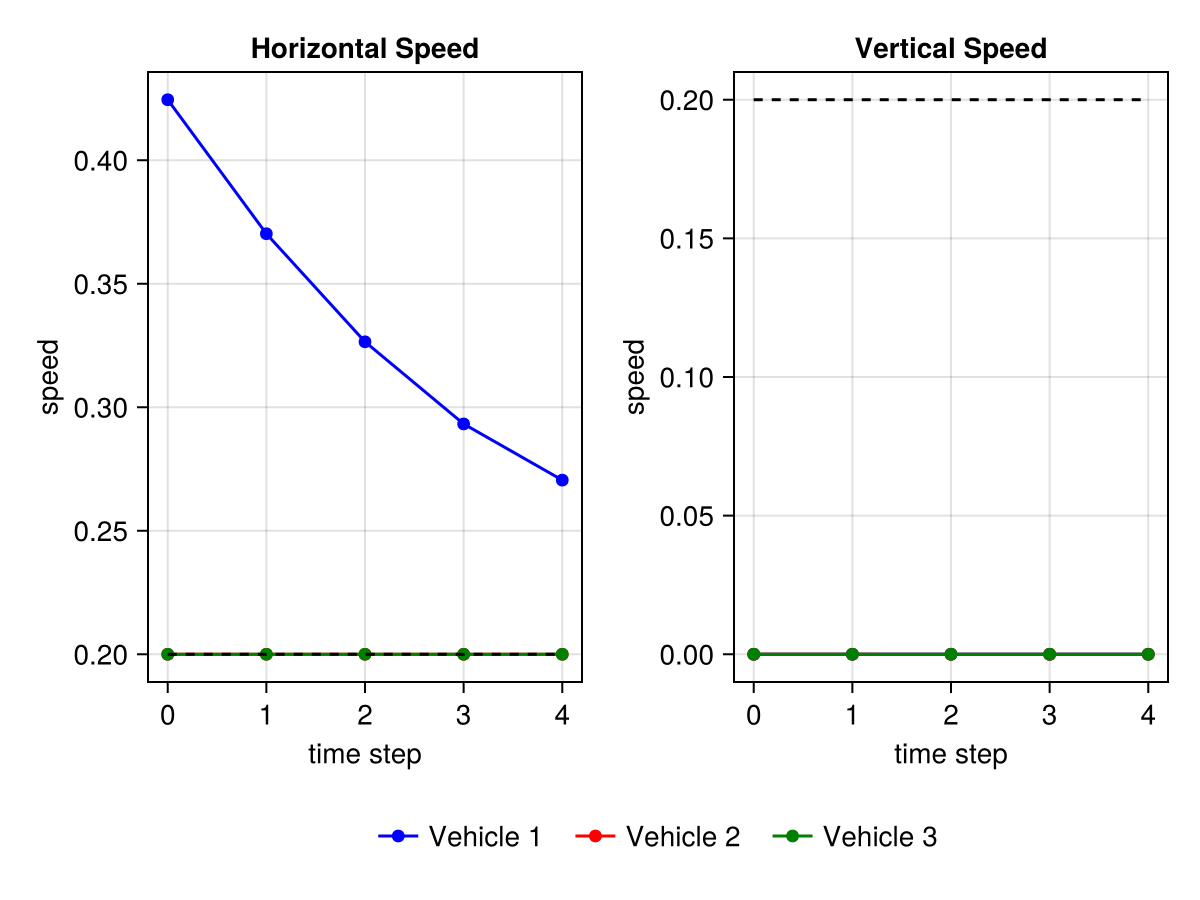 Horizontal Speed
0.40
0.35
0.30
0.25
0.20
speed
0 1 2 3 4
time step
Vertical Speed
0.20
0.15
0.10
0.05
0.00
speed
0 1 2 3 4
time step
Vehicle 1 Vehicle 2 Vehicle 3